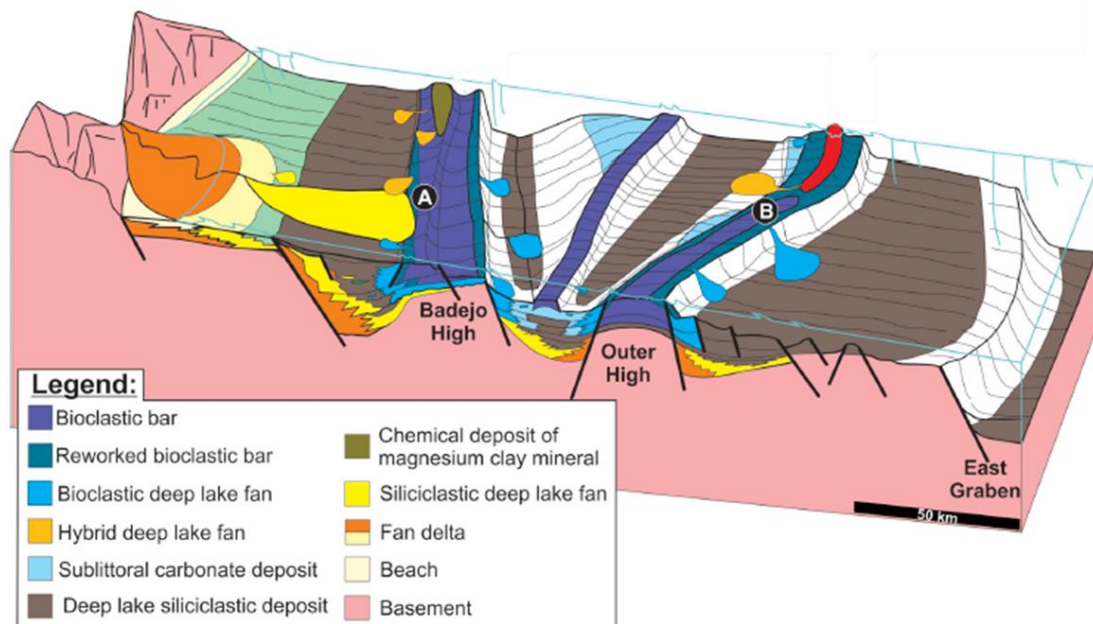 A
B
Badejo
High
Outer
High
East
Graben
50 km
Legend:
Bioclastic bar
Reworked bioclastic bar
Bioclastic deep lake fan
Hybrid deep lake fan
Sublittoral carbonate deposit
Deep lake siliciclastic deposit
Chemical deposit of
magnesium clay mineral
Siliciclastic deep lake fan
Fan delta
Beach
Basement